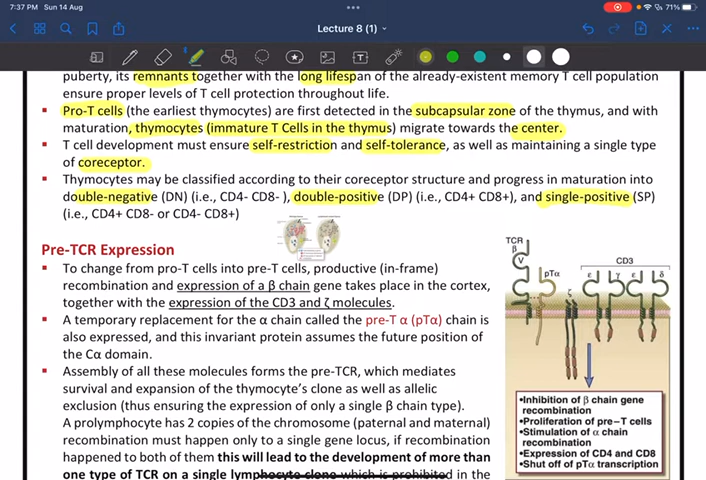 7:37 PM Sun 14 Aug
71%
Lecture 8 (1)
puberty, its remnants together with the long lifespan of the already-existent memory T cell population
ensure proper levels of T cell protection throughout life.
▪ Pro-T cells (the earliest thymocytes) are first detected in the subcapsular zone of the thymus, and with
maturation, thymocytes (immature T Cells in the thymus) migrate towards the center.
▪ T cell development must ensure self-restriction and self-tolerance, as well as maintaining a single type
of coreceptor.
▪ Thymocytes may be classified according to their coreceptor structure and progress in maturation into
double-negative (DN) (i.e., CD4- CD8- ), double-positive (DP) (i.e., CD4+ CD8+), and single-positive (SP)
(i.e., CD4+ CD8- or CD4- CD8+)
Pre-TCR Expression
▪ To change from pro-T cells into pre-T cells, productive (in-frame)
recombination and expression of a β chain gene takes place in the cortex,
together with the expression of the CD3 and ζ molecules.
▪ A temporary replacement for the α chain called the pre-T α (pTα) chain is
also expressed, and this invariant protein assumes the future position of
the Cα domain.
▪ Assembly of all these molecules forms the pre-TCR, which mediates
survival and expansion of the thymocyte's clone as well as allelic
exclusion (thus ensuring the expression of only a single β chain type).
A prolymphocyte has 2 copies of the chromosome (paternal and maternal)
recombination must happen only to a single gene locus, if recombination
happened to both of them this will lead to the development of more than
one type of TCR on a single lymphocyte clone which is prohibited in the
TCR
β
V
pTα
ζ
CD3
ε γ ε δ
•Inhibition of β chain gene
recombination
•Proliferation of pre-T cells
•Stimulation of α chain
recombination
•Expression of CD4 and CD8
•Shut off of pTα transcription